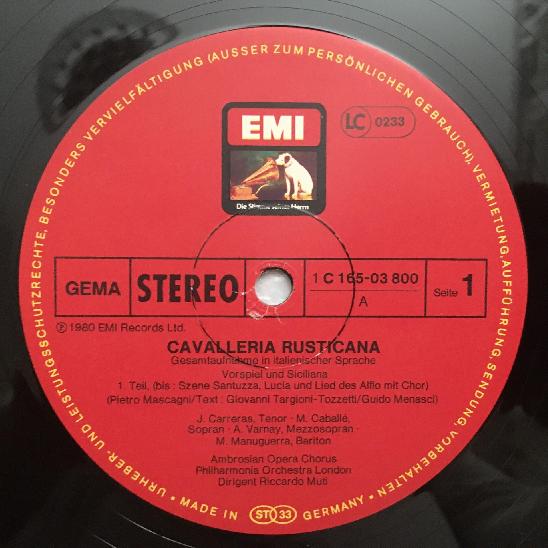 URHEBER- UND LEISTUNGSSCHUTZRECHTE, BESONDERS VERVIELFÄLTIGUNG (AUSSER ZUM PERSÖNLICHEN GEBRAUCH), VERMIETUNG, AUFFÜHRUNG, SENDUNG, VORBEHALTEN
EMI
LC 0233
Die Stimme seines Herrn
GEMA
STEREO
1 C 165-03 800
A
Seite 1
℗ 1980 EMI Records Ltd.
CAVALLERIA RUSTICANA
Gesamtaufnahme in italienischer Sprache
Vorspiel und Siciliana
1. Teil, (bis : Szene Santuzza, Lucia und Lied des Alfio mit Chor)
(Pietro Mascagni/Text : Giovanni Targioni-Tozzetti/Guido Menasci)
J. Carreras, Tenor · M. Caballé,
Sopran · A. Varnay, Mezzosopran ·
M. Manuguerra, Bariton
Ambrosian Opera Chorus
Philharmonia Orchestra London
Dirigent Riccardo Muti
• MADE IN ST 33 GERMANY •